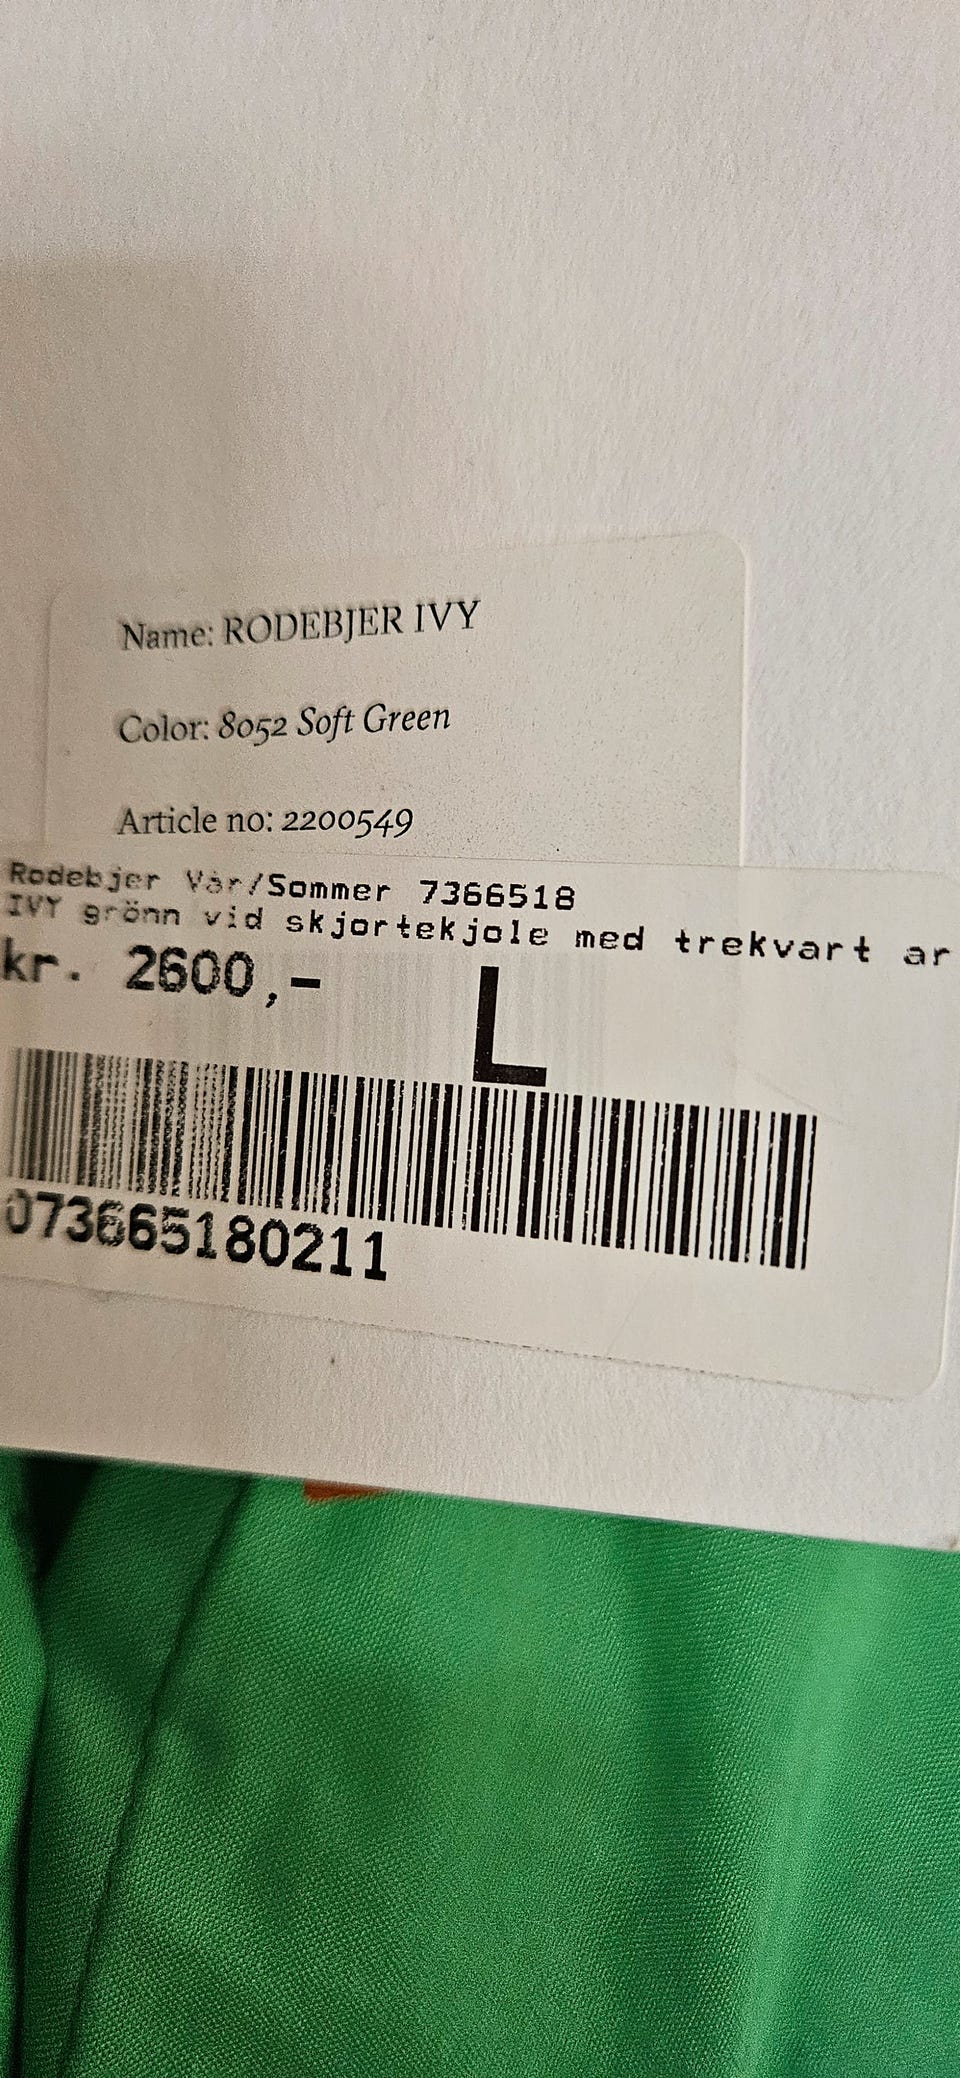 Name: RODEBJER IVY
Color: 8052 Soft Green
Article no: 2200549
Rodebjer Vår/Sommer 7366518
IVY grönn vid skjortekjole med trekvart ar
kr. 2600,-
L
073665180211